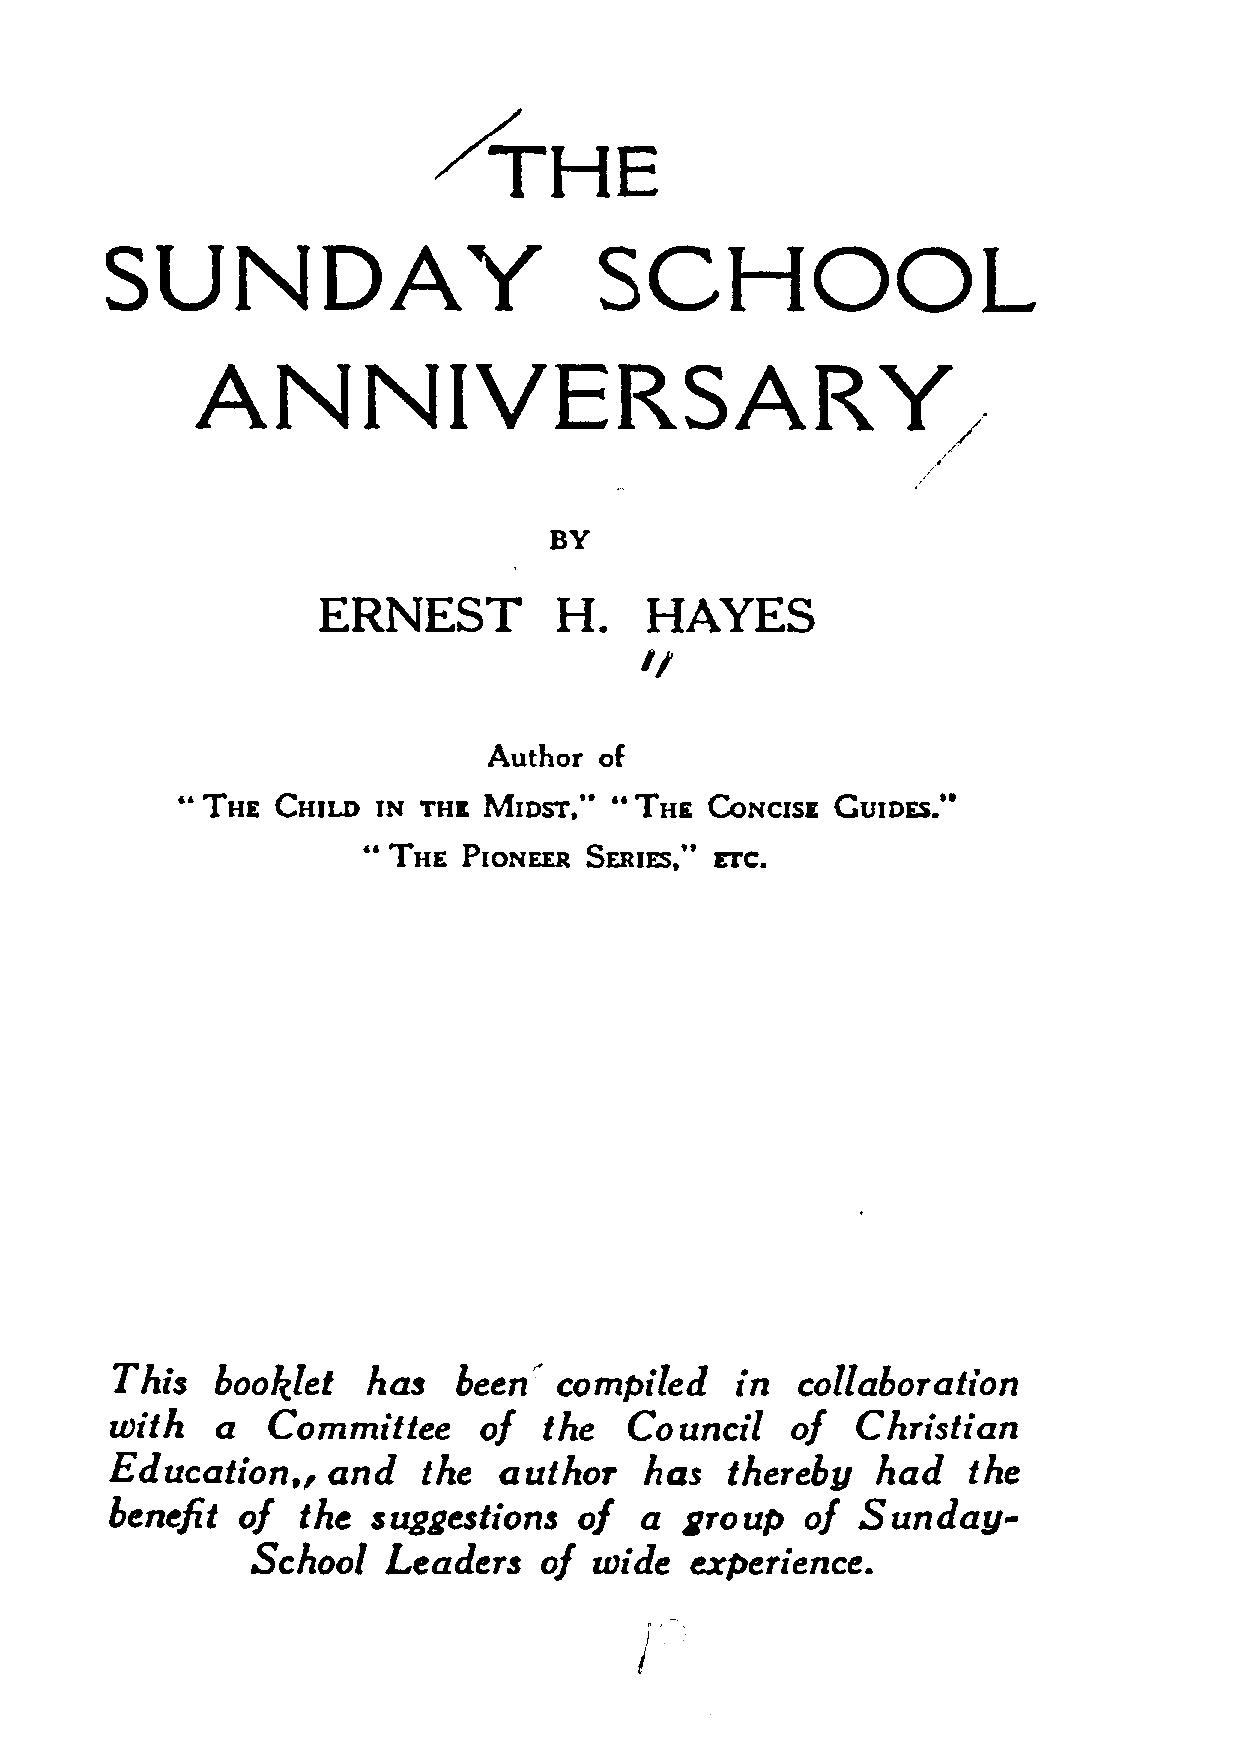 THE
SUNDAY SCHOOL
ANNIVERSARY
BY
ERNEST H. HAYES
Author of
"THE CHILD IN THE MIDST," "THE CONCISE GUIDES."
"THE PIONEER SERIES," ETC.
This booklet has been compiled in collaboration
with a Committee of the Council of Christian
Education, and the author has thereby had the
benefit of the suggestions of a group of Sunday-
School Leaders of wide experience.